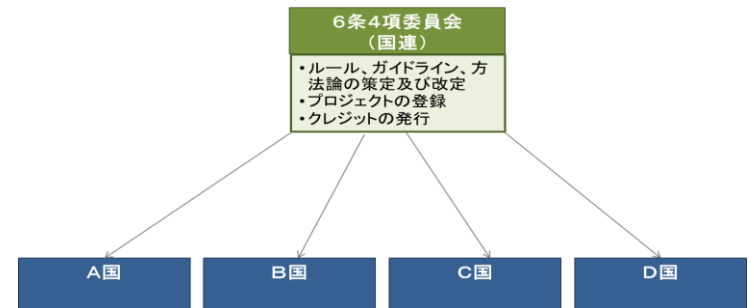 6条4項委員会
（国連）
・ルール、ガイドライン、方
法論の策定及び改定
・プロジェクトの登録
・クレジットの発行
A国
B国
C国
D国